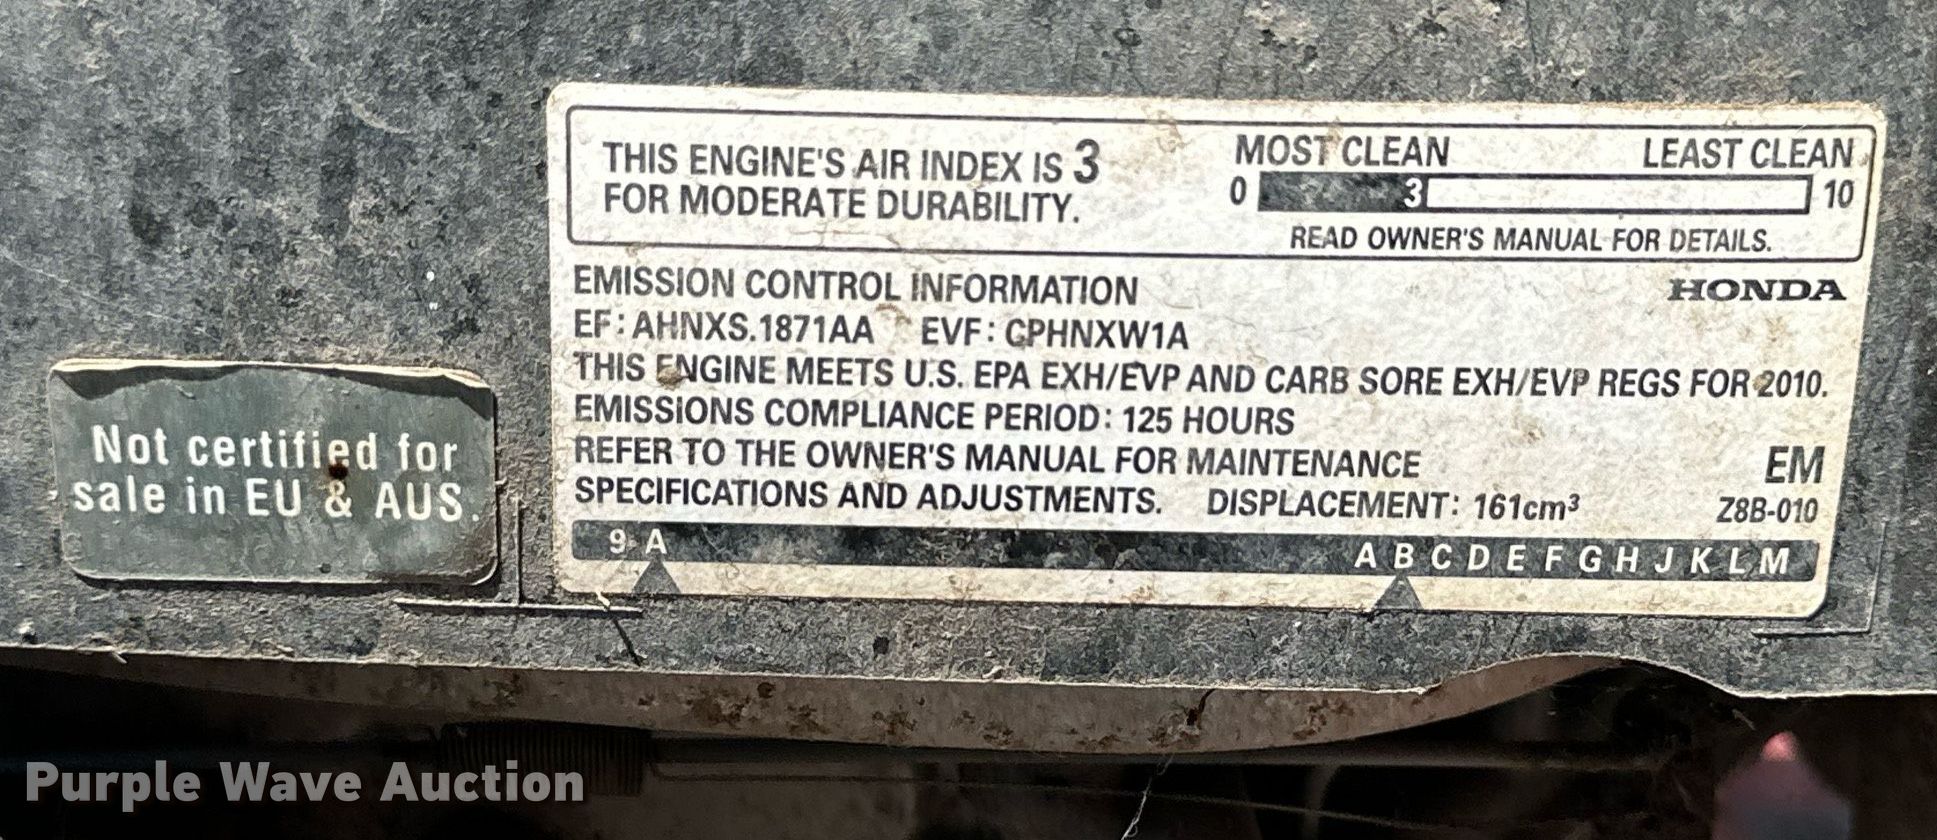 THIS ENGINE'S AIR INDEX IS 3
FOR MODERATE DURABILITY.
MOST CLEAN LEAST CLEAN
0 3 10
READ OWNER'S MANUAL FOR DETAILS.
EMISSION CONTROL INFORMATION HONDA
EF: AHNXS.1871AA EVF: CPHNXW1A
THIS ENGINE MEETS U.S. EPA EXH/EVP AND CARB SORE EXH/EVP REGS FOR 2010.
EMISSIONS COMPLIANCE PERIOD: 125 HOURS
REFER TO THE OWNER'S MANUAL FOR MAINTENANCE EM
SPECIFICATIONS AND ADJUSTMENTS. DISPLACEMENT: 161cm³ Z8B-010
9 A A B C D E F G H J K L M
Not certified for
sale in EU & AUS.
Purple Wave Auction